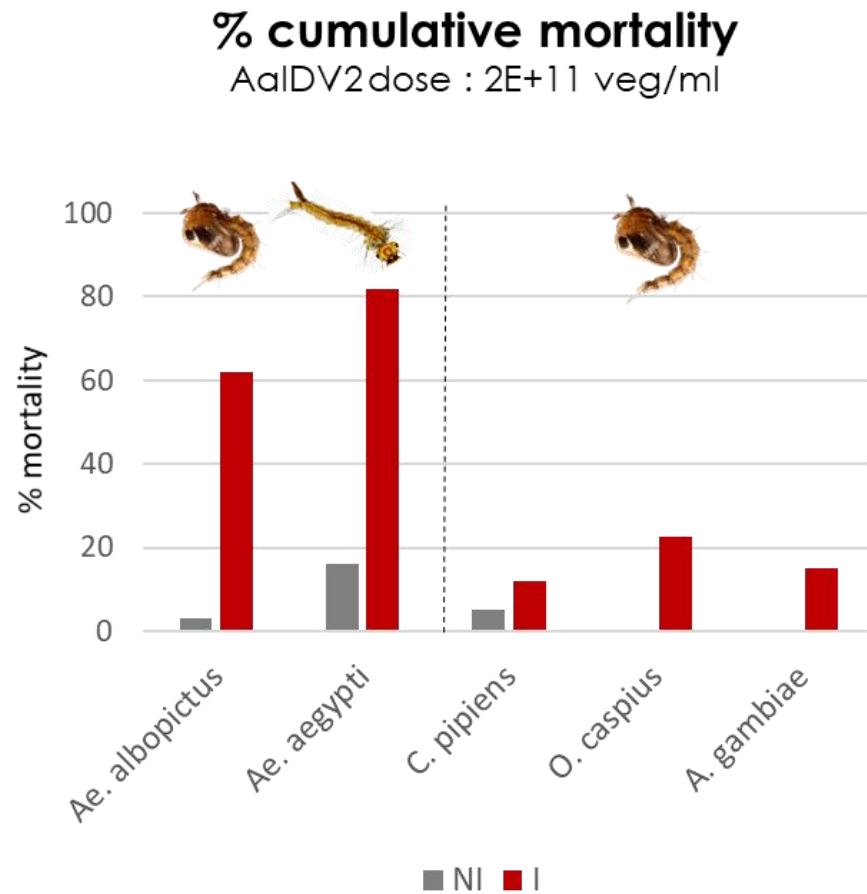 % cumulative mortality
AalDV2 dose : 2E+11 veg/ml
100
80
60
40
20
0
% mortality
Ae. albopictus
Ae. aegypti
C. pipiens
O. caspius
A. gambiae
NI
I